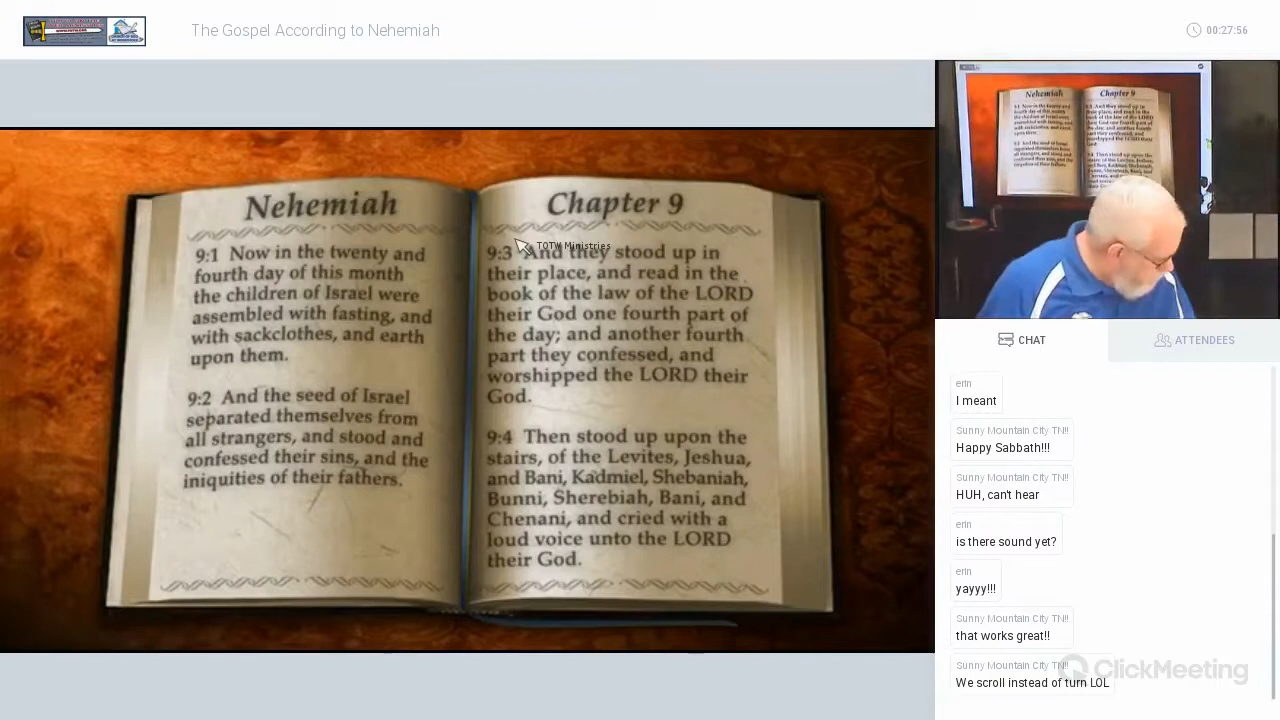 The Gospel According to Nehemiah
00:27:56
Nehemiah
9:1 Now in the twenty and
fourth day of this month
the children of Israel were
assembled with fasting, and
with sackclothes, and earth
upon them.
9:2 And the seed of Israel
separated themselves from
all strangers, and stood and
confessed their sins, and the
iniquities of their fathers.
Chapter 9
TOTW Ministries
9:3 And they stood up in
their place, and read in the
book of the law of the LORD
their God one fourth part of
the day; and another fourth
part they confessed, and
worshipped the LORD their
God.
9:4 Then stood up upon the
stairs, of the Levites, Jeshua,
and Bani, Kadmiel, Shebaniah,
Bunni, Sherebiah, Bani, and
Chenani, and cried with a
loud voice unto the LORD
their God.
Nehemiah
Chapter 9
CHAT
ATTENDEES
erin
I meant
Sunny Mountain City TN!!
Happy Sabbath!!!
Sunny Mountain City TN!!
HUH, can't hear
erin
is there sound yet?
erin
yayyy!!!
Sunny Mountain City TN!!
that works great!!
Sunny Mountain City TN!!
We scroll instead of turn LOL
ClickMeeting